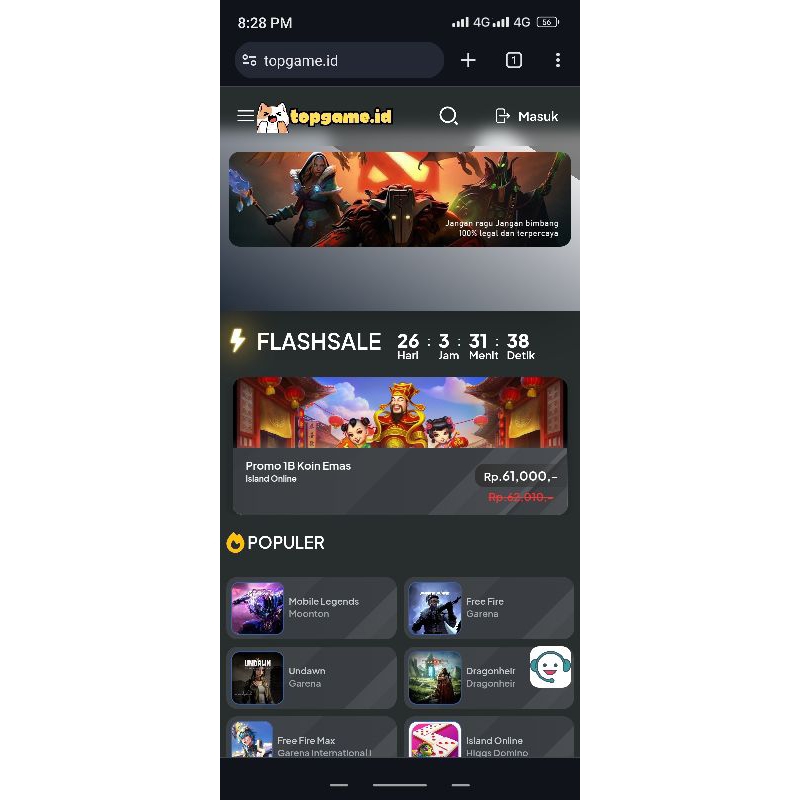 8:28 PM 4G 4G 56
topgame.id 1
topgame.id Masuk
Jangan ragu Jangan bimbang
100% legal dan terpercaya
FLASHSALE 26 : 3 : 31 : 38
Hari Jam Menit Detik
Promo 1B Koin Emas
Island Online
Rp.61,000,-
Rp.62,010,-
POPULER
Mobile Legends
Moonton
Free Fire
Garena
UNDAWN
Undawn
Garena
Dragonheir
Dragonheir
Free Fire Max
Garena International I
Island Online
Higgs Domino